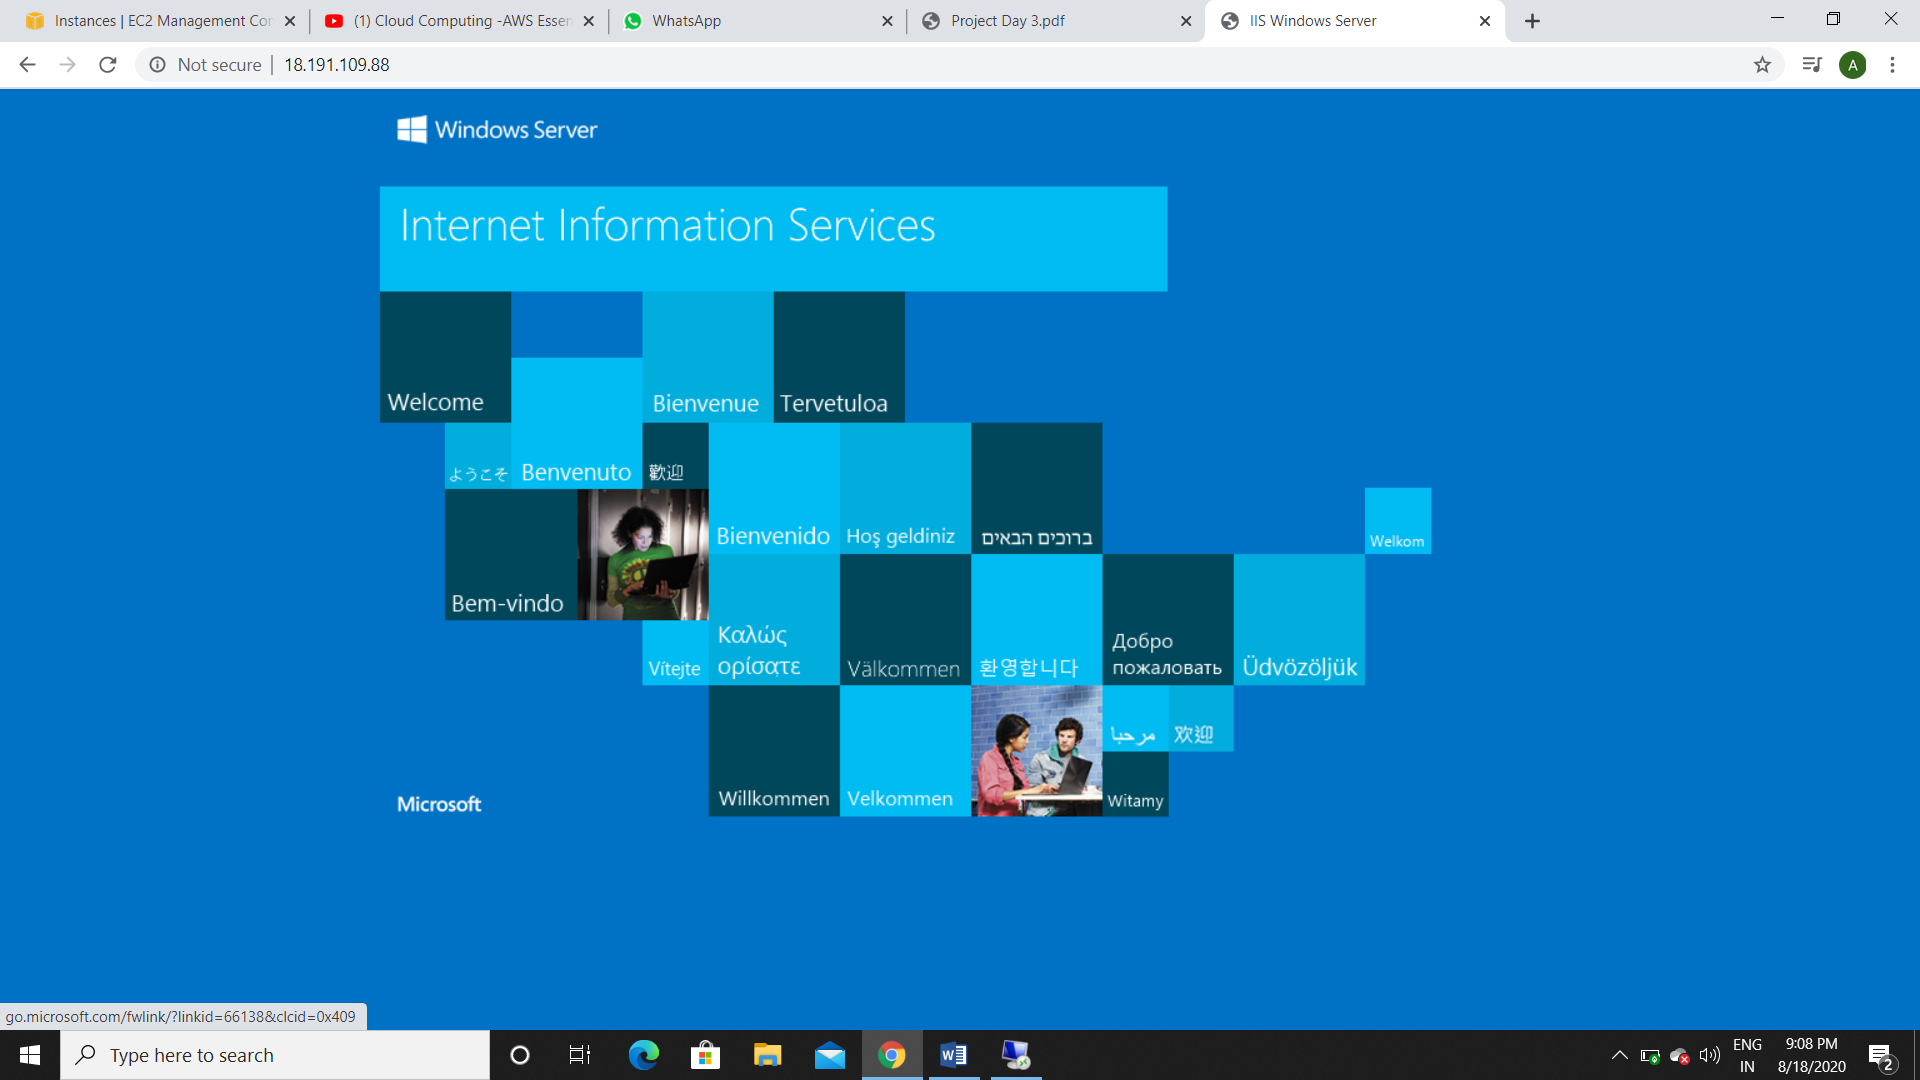 Instances | EC2 Management Con
(1) Cloud Computing -AWS Essen
WhatsApp
Project Day 3.pdf
IIS Windows Server
Not secure
18.191.109.88
A
Windows Server
Internet Information Services
Welcome
Bienvenue
Tervetuloa
ようこそ
Benvenuto
歡迎
Bienvenido
Hoş geldiniz
ברוכים הבאים
Welkom
Bem-vindo
Vítejte
Καλώς
ορίσατε
Välkommen
환영합니다
Добро
пожаловать
Üdvözöljük
مرحبا
欢迎
Willkommen
Velkommen
Witamy
Microsoft
go.microsoft.com/fwlink/?linkid=66138&clcid=0x409
Type here to search
ENG
IN
9:08 PM
8/18/2020
2